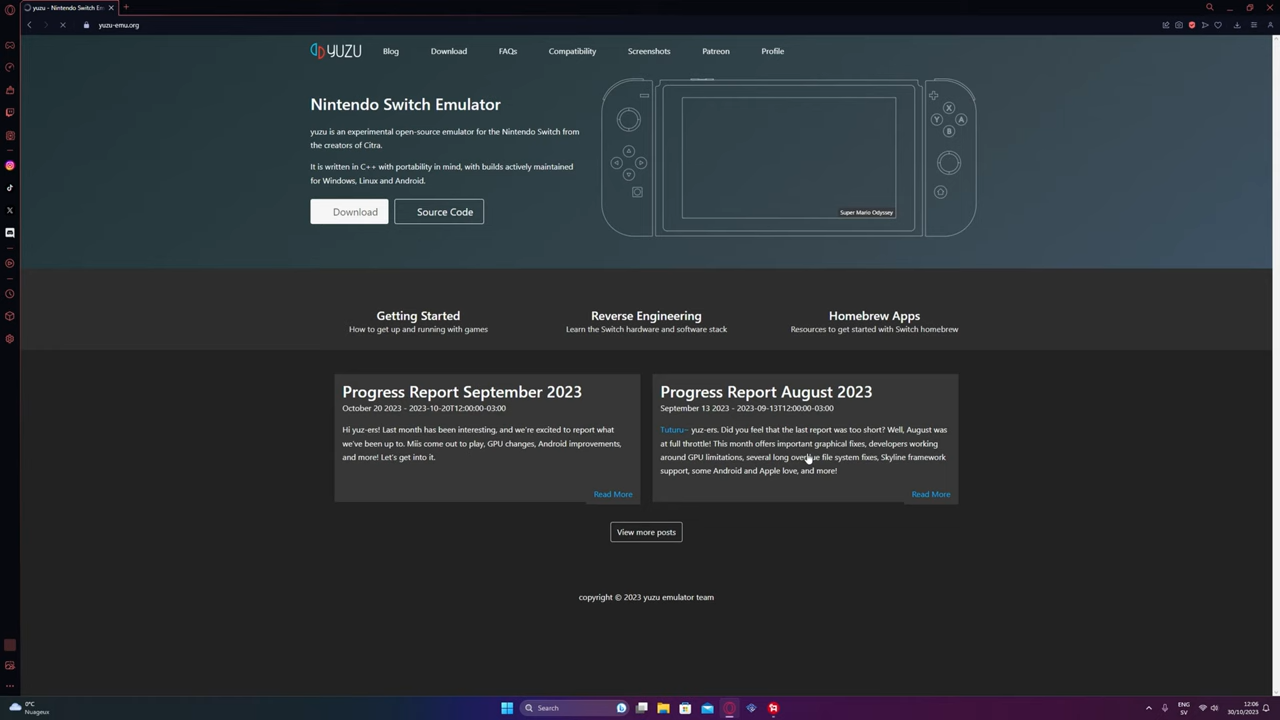 yuzu - Nintendo Switch Em
yuzu-emu.org
YUZU
Blog
Download
FAQs
Compatibility
Screenshots
Patreon
Profile
Nintendo Switch Emulator
yuzu is an experimental open-source emulator for the Nintendo Switch from
the creators of Citra.
It is written in C++ with portability in mind, with builds actively maintained
for Windows, Linux and Android.
Download
Source Code
Y
X
A
B
Super Mario Odyssey
Getting Started
How to get up and running with games
Reverse Engineering
Learn the Switch hardware and software stack
Homebrew Apps
Resources to get started with Switch homebrew
Progress Report September 2023
October 20 2023 - 2023-10-20T12:00:00-03:00
Hi yuz-ers! Last month has been interesting, and we're excited to report what
we've been up to. Miis come out to play, GPU changes, Android improvements,
and more! Let's get into it.
Read More
Progress Report August 2023
September 13 2023 - 2023-09-13T12:00:00-03:00
Tuturu~ yuz-ers. Did you feel that the last report was too short? Well, August was
at full throttle! This month offers important graphical fixes, developers working
around GPU limitations, several long overdue file system fixes, Skyline framework
support, some Android and Apple love, and more!
Read More
View more posts
copyright © 2023 yuzu emulator team
0°C
Nuageux
Search
ENG
SV
12:06
30/10/2023